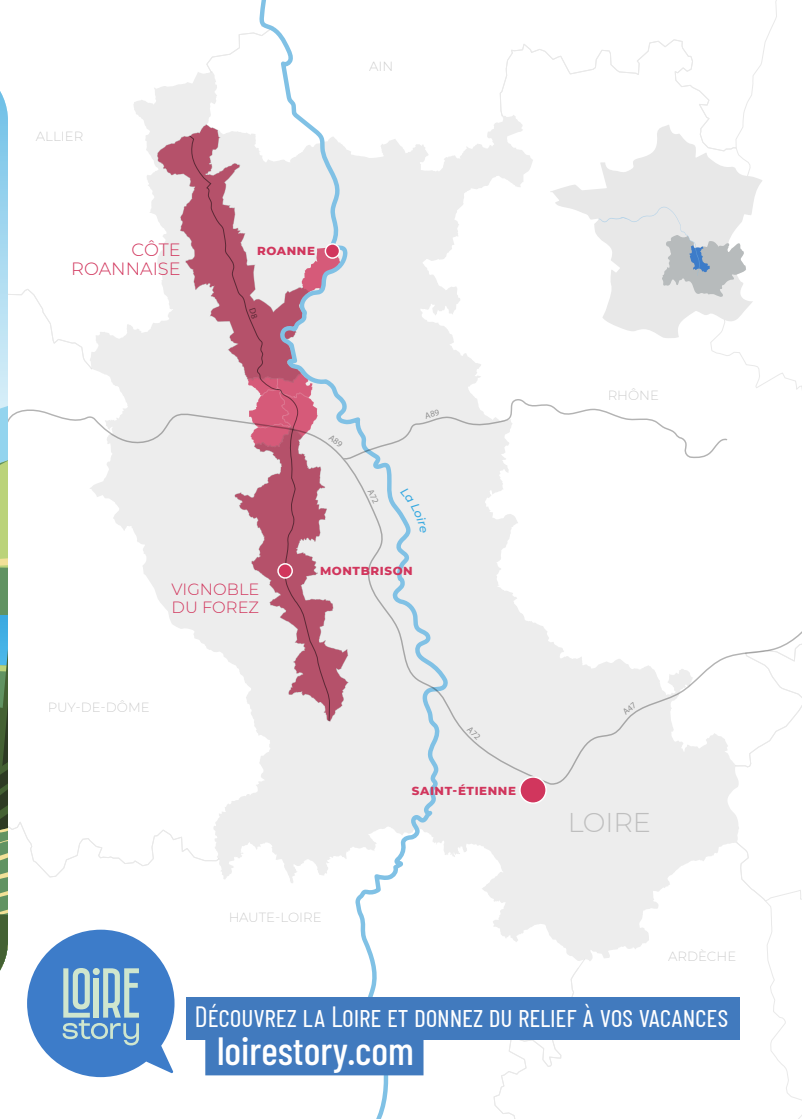 AIN
ALLIER
CÔTE
ROANNAISE
ROANNE
D8
RHÔNE
A89
A89
A72
La Loire
MONTBRISON
VIGNOBLE
DU FOREZ
PUY-DE-DÔME
A47
A72
SAINT-ÉTIENNE
LOIRE
HAUTE-LOIRE
ARDÈCHE
LOiRE
story
DÉCOUVREZ LA LOIRE ET DONNEZ DU RELIEF À VOS VACANCES
loirestory.com